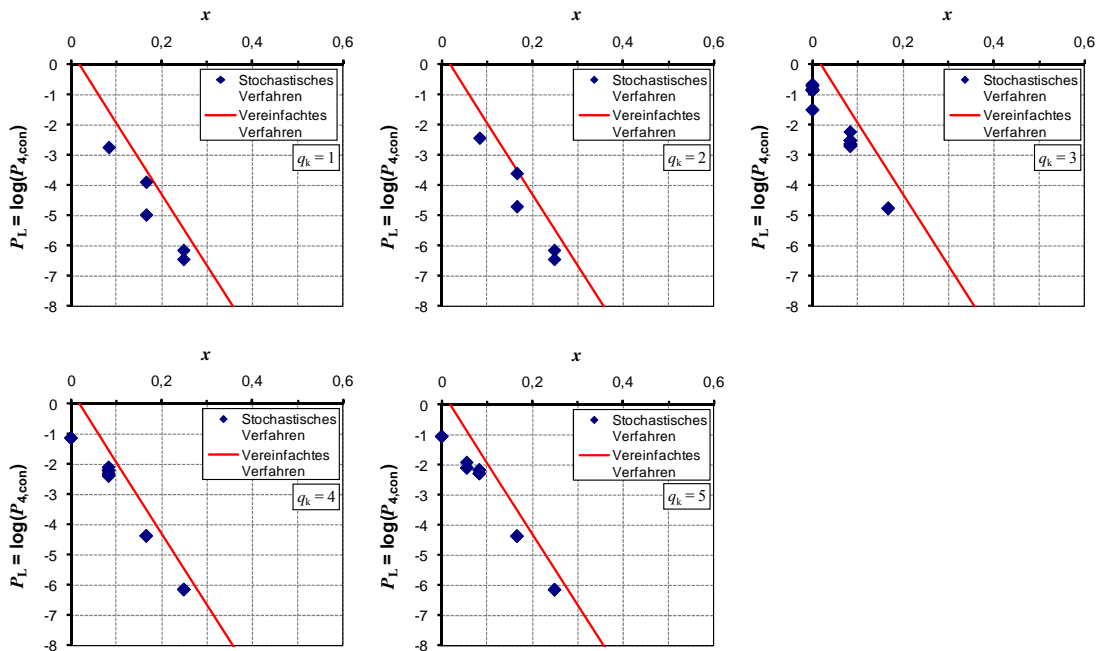 x
0 0,2 0,4 0,6
0
-1
-2
-3
-4
-5
-6
-7
-8
P_L = log(P_4,con)
Stochastisches
Verfahren
Vereinfachtes
Verfahren
q_k = 1
x
0 0,2 0,4 0,6
0
-1
-2
-3
-4
-5
-6
-7
-8
P_L = log(P_4,con)
Stochastisches
Verfahren
Vereinfachtes
Verfahren
q_k = 2
x
0 0,2 0,4 0,6
0
-1
-2
-3
-4
-5
-6
-7
-8
P_L = log(P_4,con)
Stochastisches
Verfahren
Vereinfachtes
Verfahren
q_k = 3
x
0 0,2 0,4 0,6
0
-1
-2
-3
-4
-5
-6
-7
-8
P_L = log(P_4,con)
Stochastisches
Verfahren
Vereinfachtes
Verfahren
q_k = 4
x
0 0,2 0,4 0,6
0
-1
-2
-3
-4
-5
-6
-7
-8
P_L = log(P_4,con)
Stochastisches
Verfahren
Vereinfachtes
Verfahren
q_k = 5